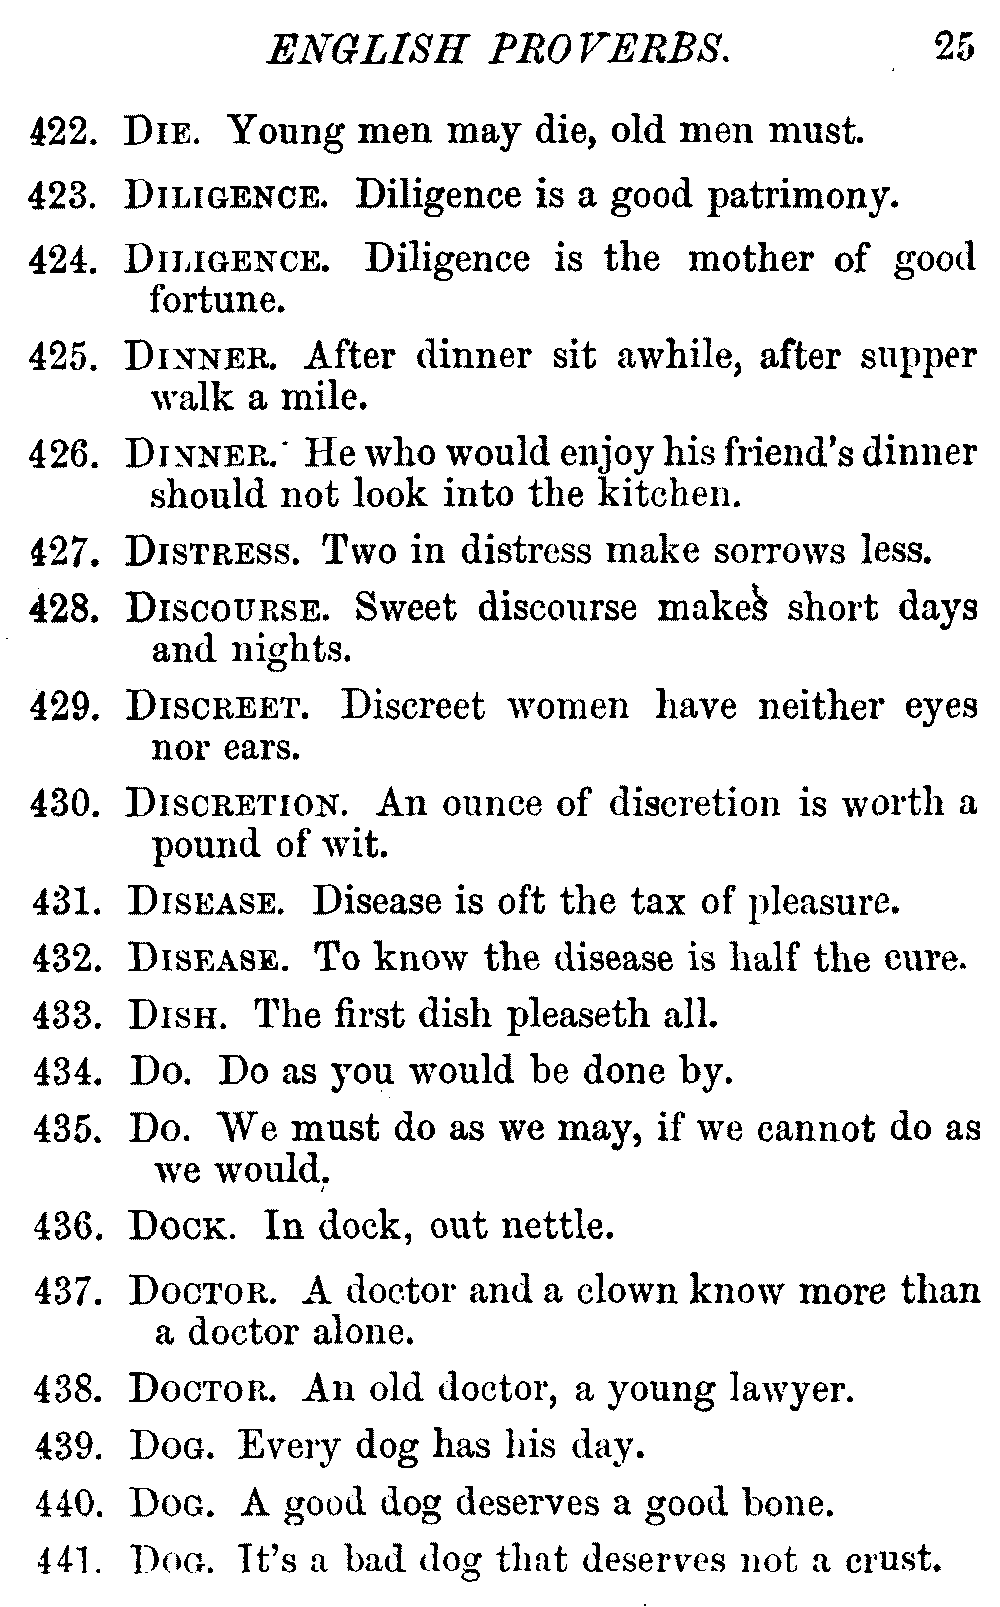 ENGLISH PROVERBS. 25
422. DIE. Young men may die, old men must.
423. DILIGENCE. Diligence is a good patrimony.
424. DILIGENCE. Diligence is the mother of good
fortune.
425. DINNER. After dinner sit awhile, after supper
walk a mile.
426. DINNER. He who would enjoy his friend's dinner
should not look into the kitchen.
427. DISTRESS. Two in distress make sorrows less.
428. DISCOURSE. Sweet discourse makes short days
and nights.
429. DISCREET. Discreet women have neither eyes
nor ears.
430. DISCRETION. An ounce of discretion is worth a
pound of wit.
431. DISEASE. Disease is oft the tax of pleasure.
432. DISEASE. To know the disease is half the cure.
433. DISH. The first dish pleaseth all.
434. DO. Do as you would be done by.
435. DO. We must do as we may, if we cannot do as
we would.
436. DOCK. In dock, out nettle.
437. DOCTOR. A doctor and a clown know more than
a doctor alone.
438. DOCTOR. An old doctor, a young lawyer.
439. DOG. Every dog has his day.
440. DOG. A good dog deserves a good bone.
441. DOG. It's a bad dog that deserves not a crust.